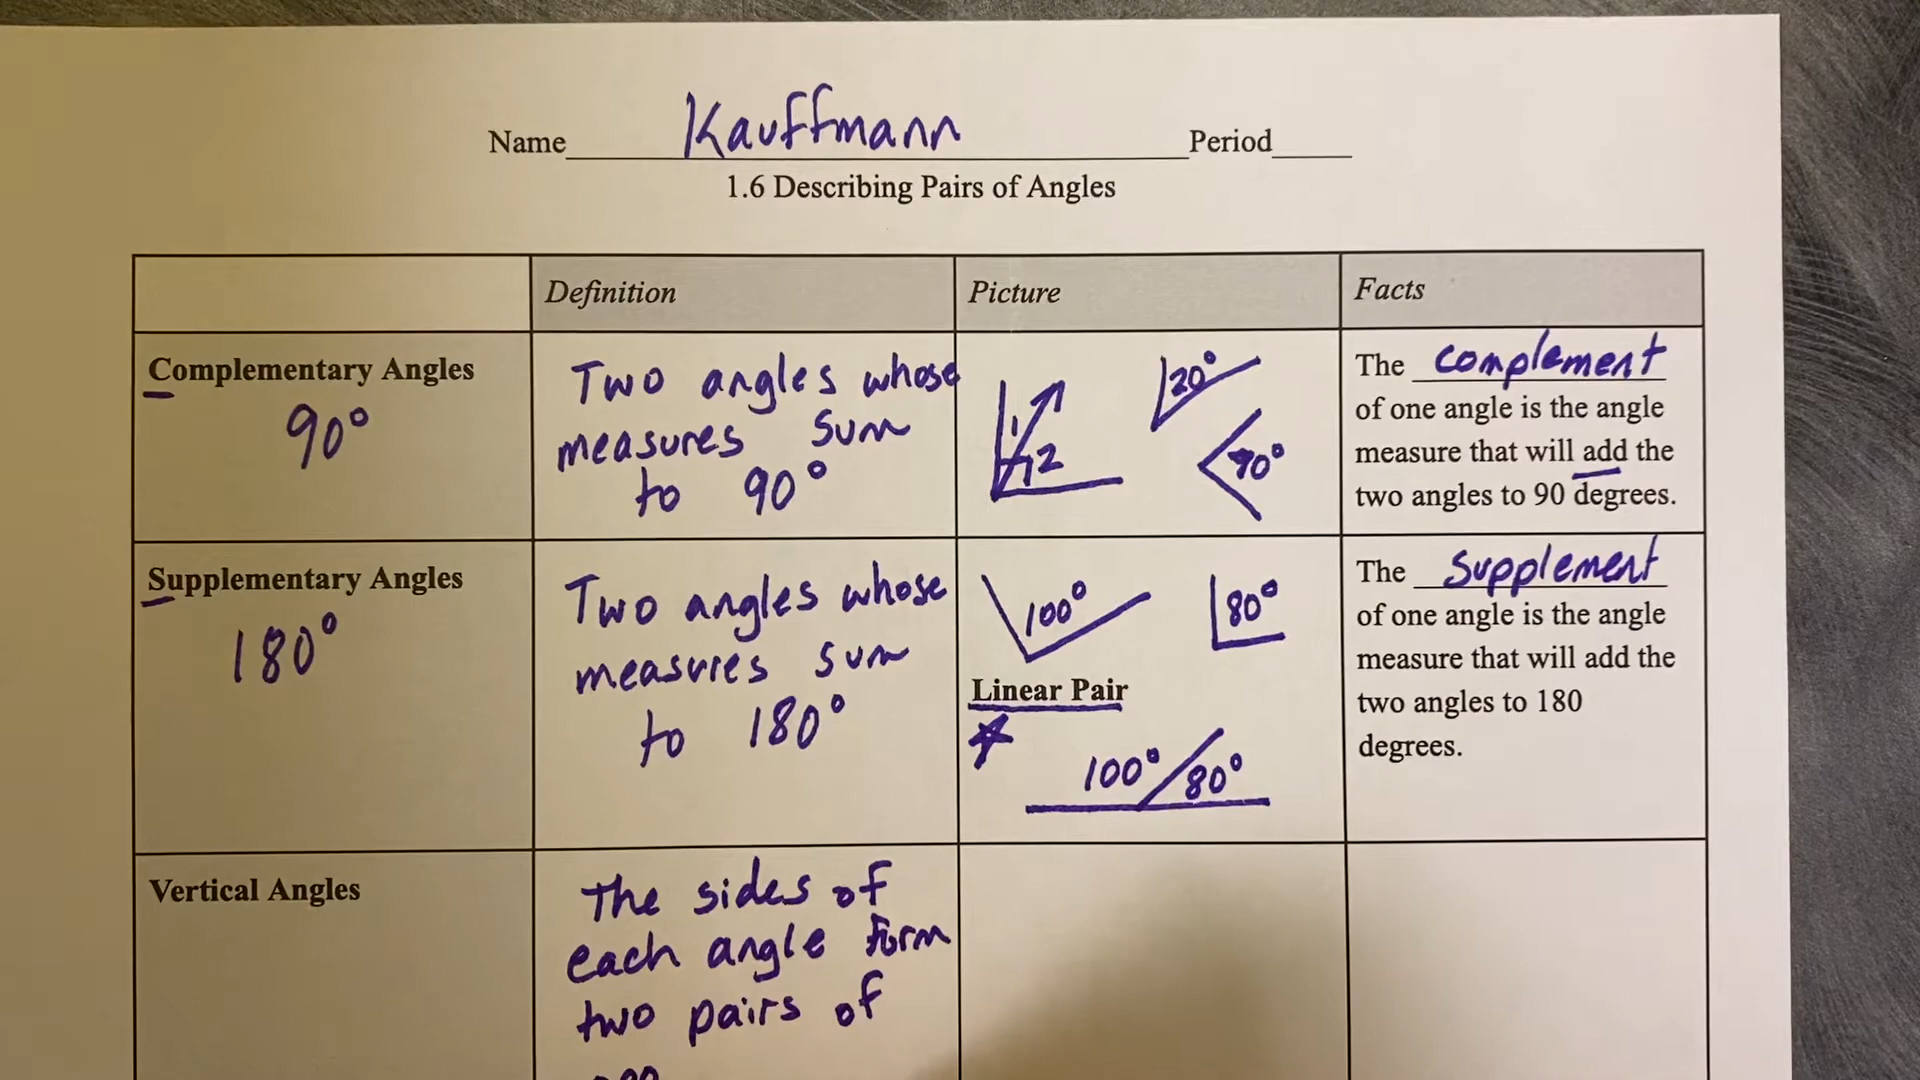 Name Kauffmann Period
1.6 Describing Pairs of Angles
Definition
Picture
Facts
Complementary Angles
90°
Two angles whose
measures sum
to 90°
1
2
20°
70°
The complement
of one angle is the angle
measure that will add the
two angles to 90 degrees.
Supplementary Angles
180°
Two angles whose
measures sum
to 180°
100°
80°
Linear Pair
100° 80°
The supplement
of one angle is the angle
measure that will add the
two angles to 180
degrees.
Vertical Angles
The sides of
each angle form
two pairs of